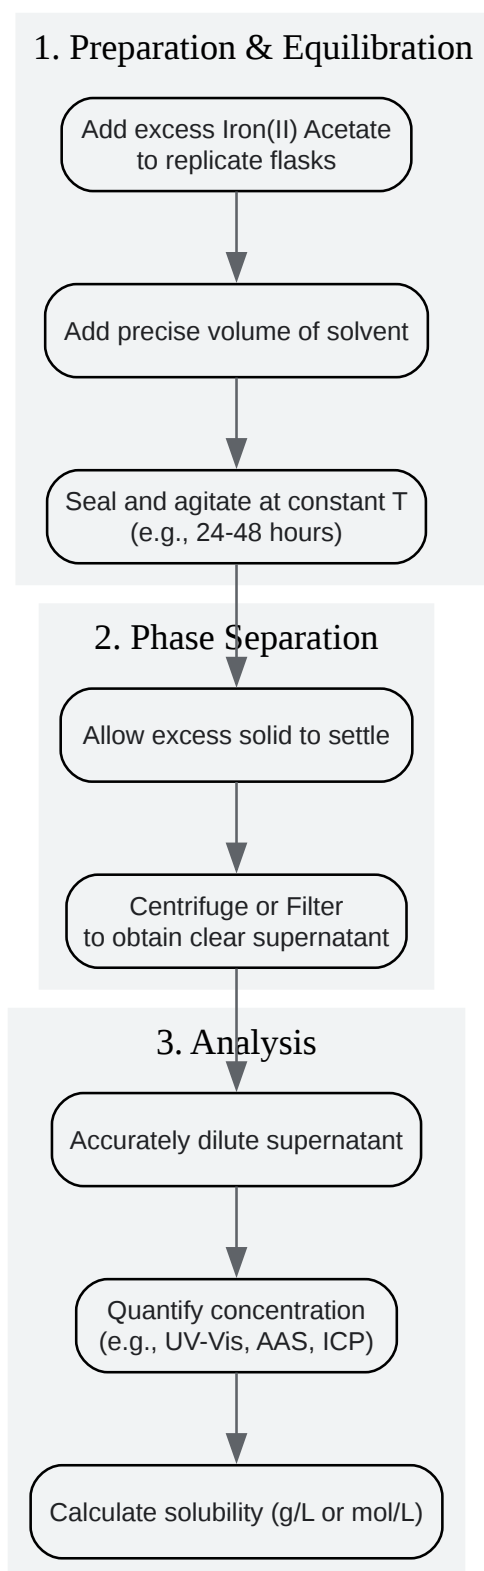 1. Preparation & Equilibration
Add excess Iron(II) Acetate
to replicate flasks
Add precise volume of solvent
Seal and agitate at constant T
(e.g., 24-48 hours)
2. Phase Separation
Allow excess solid to settle
Centrifuge or Filter
to obtain clear supernatant
3. Analysis
Accurately dilute supernatant
Quantify concentration
(e.g., UV-Vis, AAS, ICP)
Calculate solubility (g/L or mol/L)